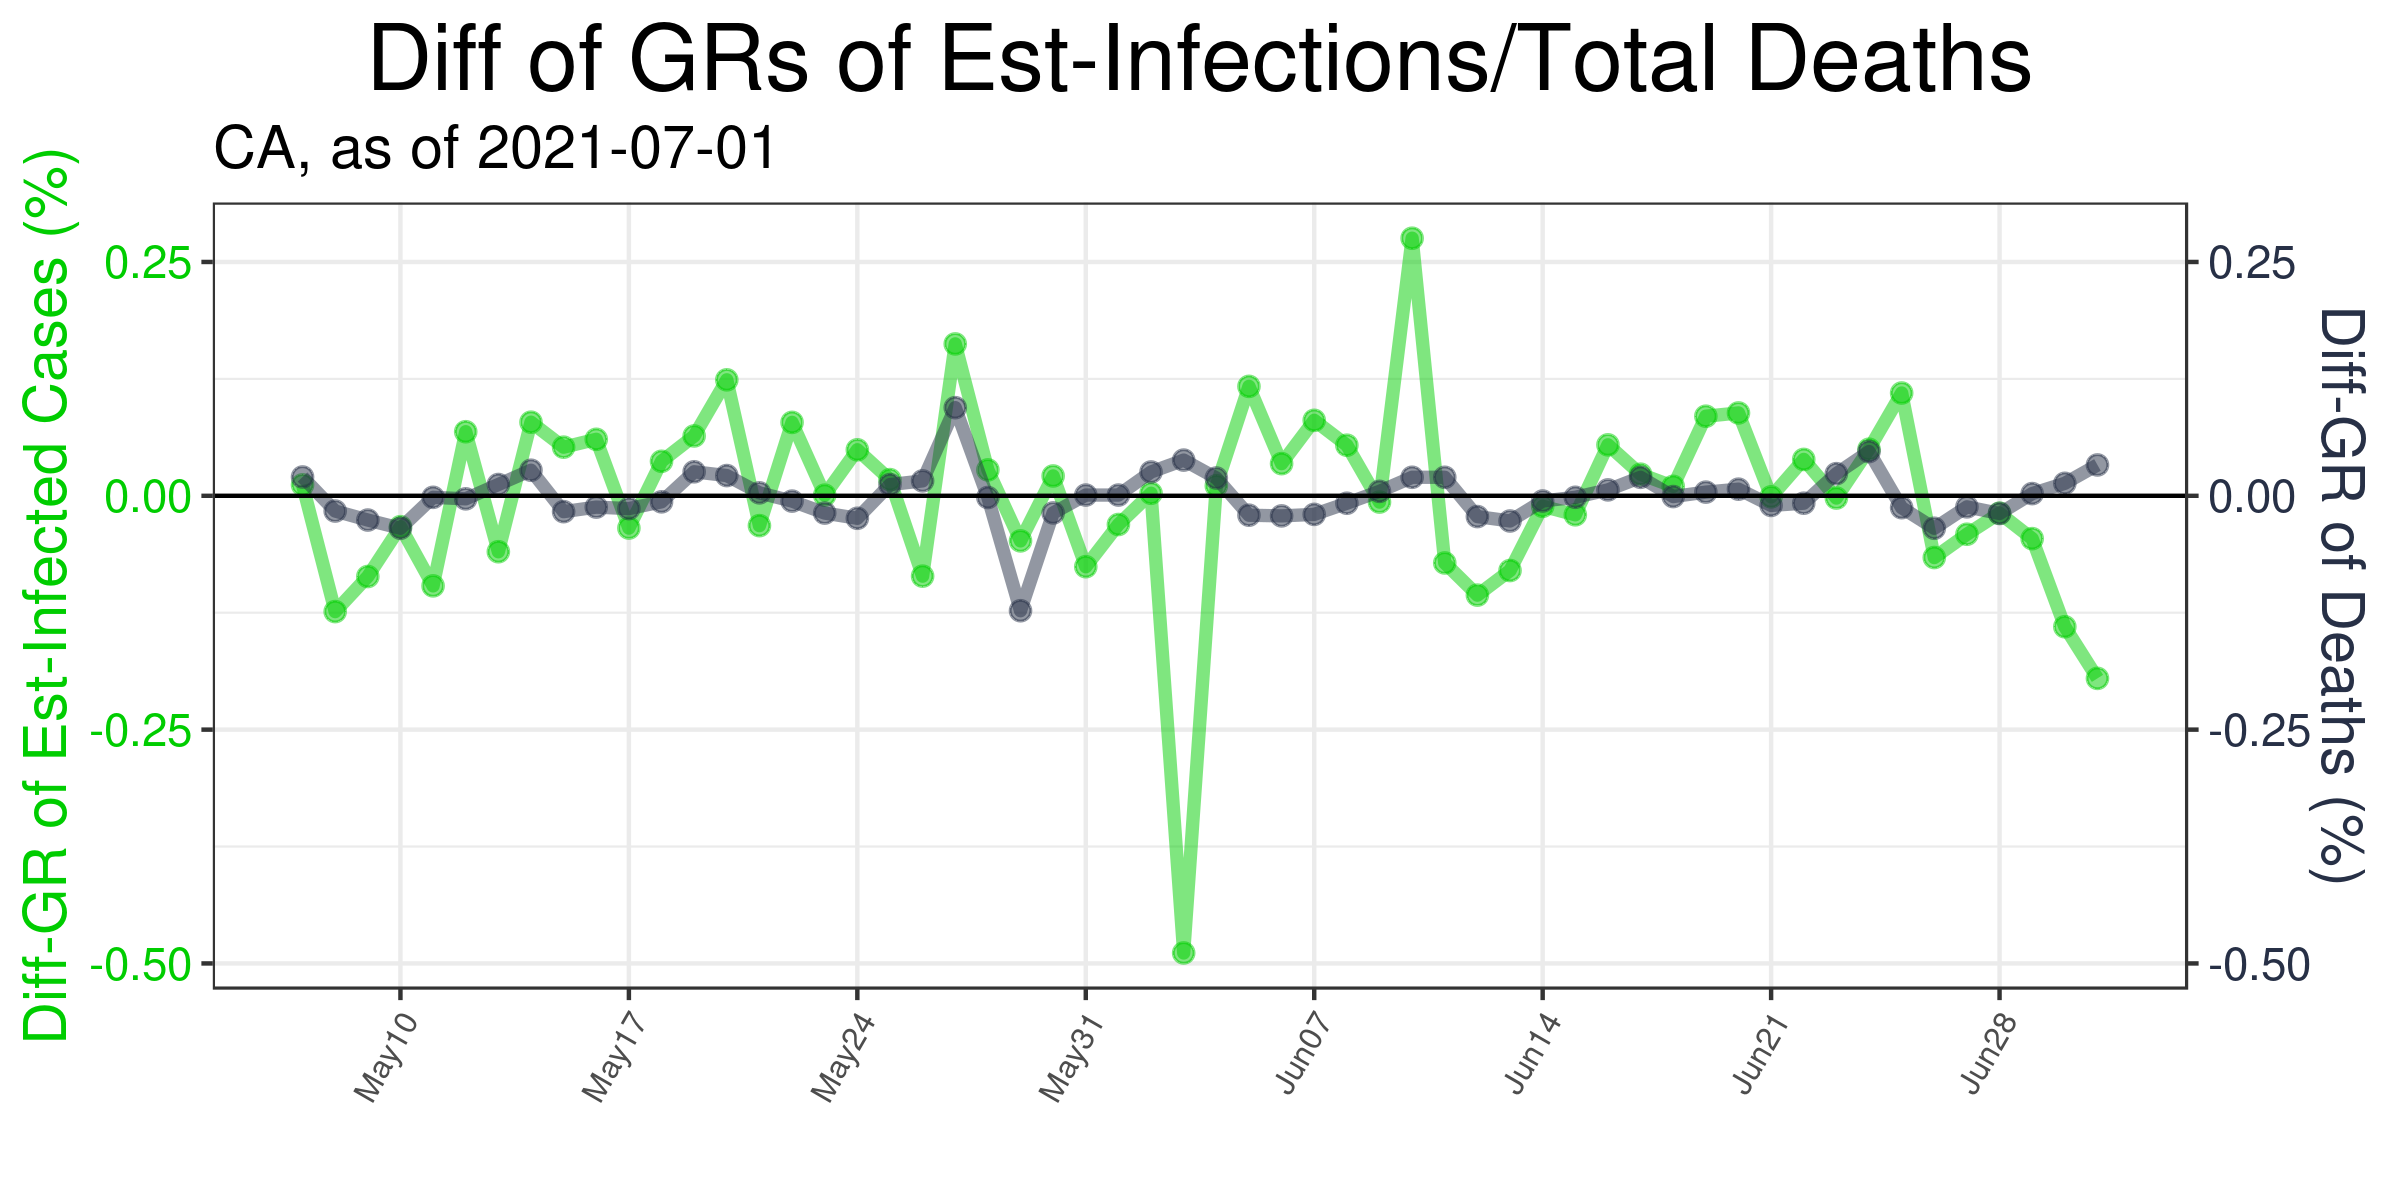 Diff of GRs of Est-Infections/Total Deaths
CA, as of 2021-07-01
Diff-GR of Est-Infected Cases (%)
0.25
0.00
-0.25
-0.50
0.25
0.00
-0.25
-0.50
Diff-GR of Deaths (%)
May10
May17
May24
May31
Jun07
Jun14
Jun21
Jun28